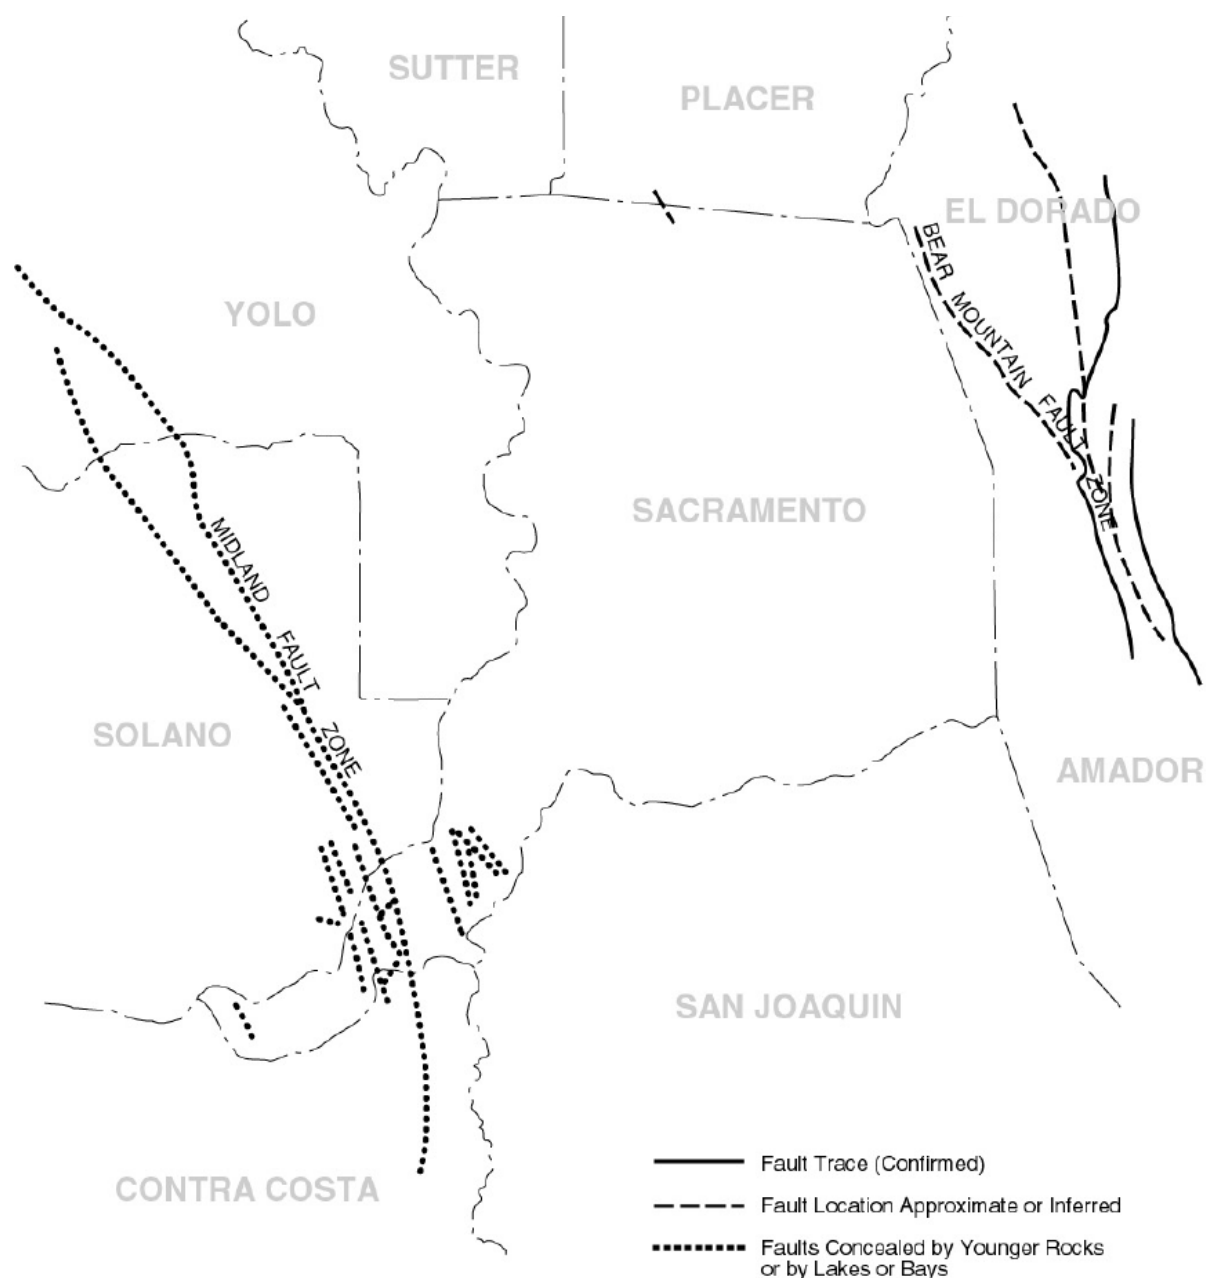 SUTTER
PLACER
EL DORADO
BEAR MOUNTAIN FAULT ZONE
YOLO
SACRAMENTO
MIDLAND FAULT ZONE
SOLANO
AMADOR
SAN JOAQUIN
CONTRA COSTA
Fault Trace (Confirmed)
Fault Location Approximate or Inferred
Faults Concealed by Younger Rocks
or by Lakes or Bays